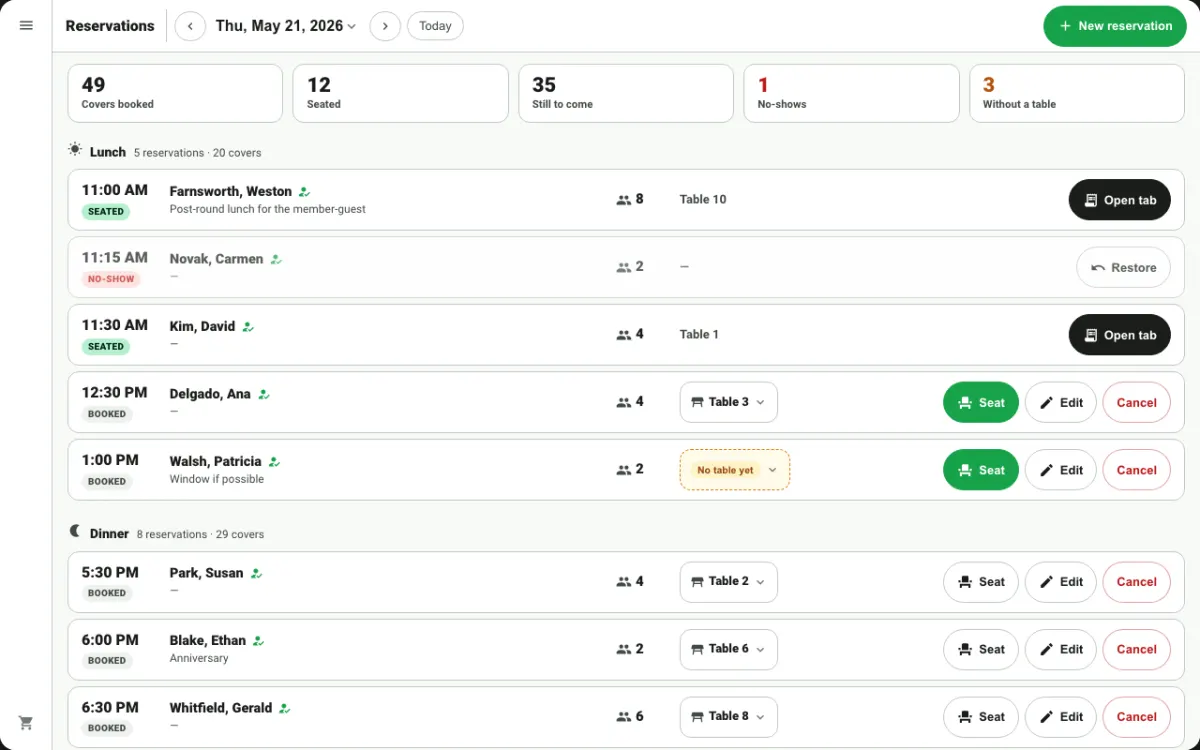 Reservations
Thu, May 21, 2026
Today
+ New reservation
49
Covers booked
12
Seated
35
Still to come
1
No-shows
3
Without a table
Lunch 5 reservations · 20 covers
11:00 AM
SEATED
Farnsworth, Weston
Post-round lunch for the member-guest
8
Table 10
Open tab
11:15 AM
NO-SHOW
Novak, Carmen
—
2
—
Restore
11:30 AM
SEATED
Kim, David
—
4
Table 1
Open tab
12:30 PM
BOOKED
Delgado, Ana
—
4
Table 3
Seat
Edit
Cancel
1:00 PM
BOOKED
Walsh, Patricia
Window if possible
2
No table yet
Seat
Edit
Cancel
Dinner 8 reservations · 29 covers
5:30 PM
BOOKED
Park, Susan
—
4
Table 2
Seat
Edit
Cancel
6:00 PM
BOOKED
Blake, Ethan
Anniversary
2
Table 6
Seat
Edit
Cancel
6:30 PM
BOOKED
Whitfield, Gerald
—
6
Table 8
Seat
Edit
Cancel